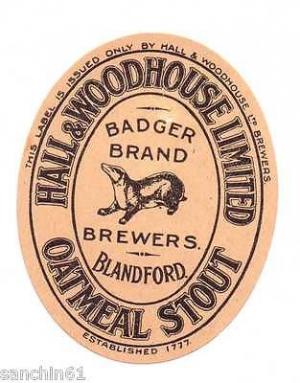 THIS LABEL IS ISSUED ONLY BY HALL & WOODHOUSE LTD BREWERS
HALL & WOODHOUSE LIMITED
BADGER
BRAND
BREWERS.
BLANDFORD.
OATMEAL STOUT
ESTABLISHED 1777.
sanchin61